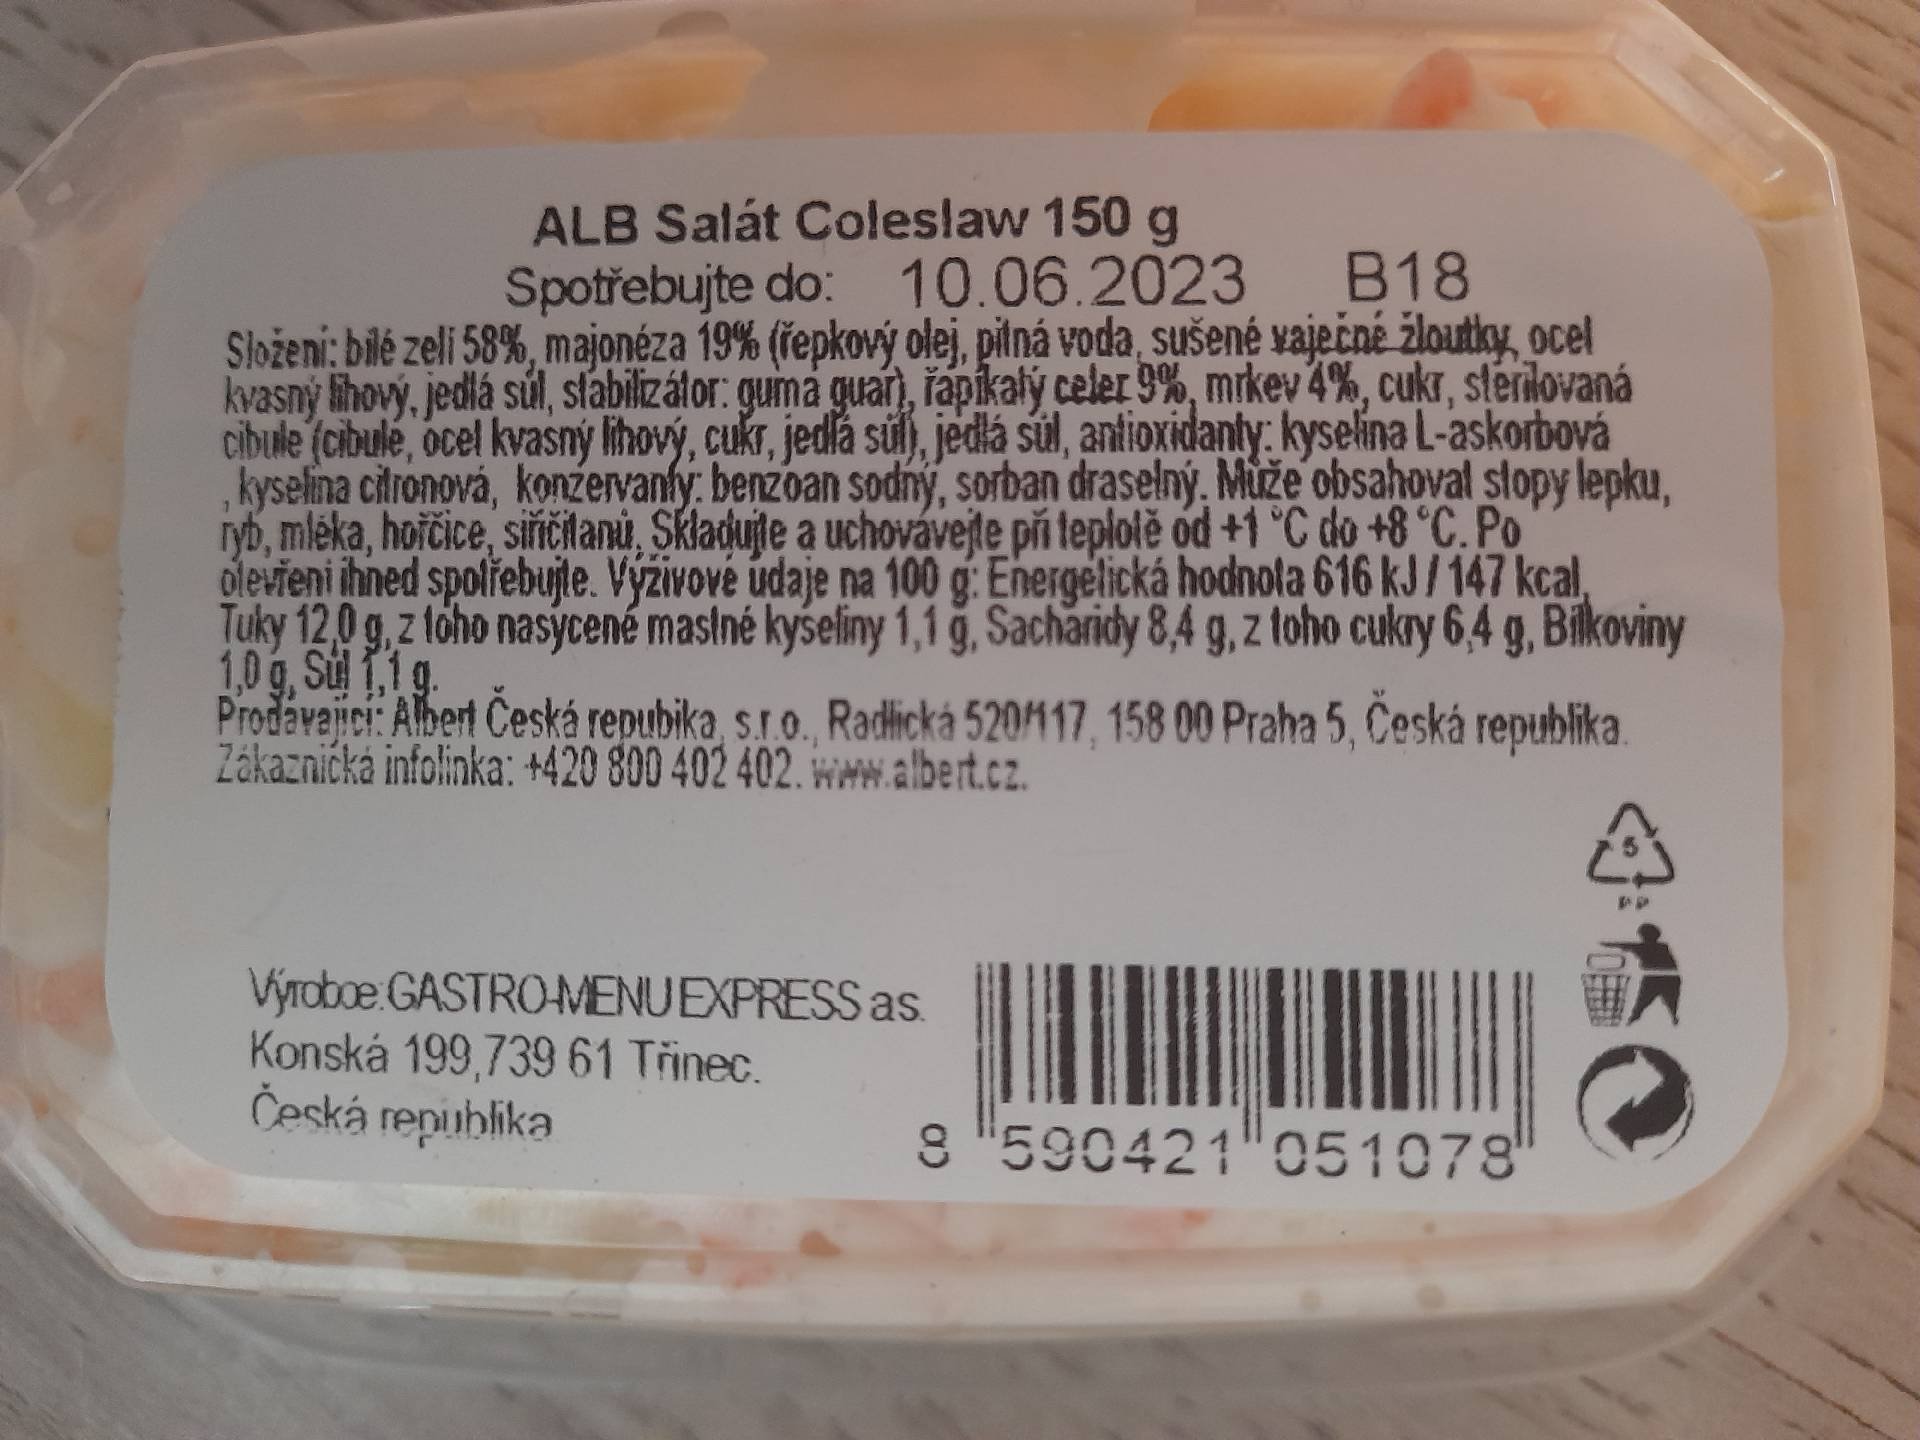 ALB Salát Coleslaw 150 g
Spotřebujte do: 10.06.2023 B18
Složení: bílé zelí 58%, majonéza 19% (řepkový olej, pitná voda, sušené vaječné žloutky, ocet
kvasný lihový, jedlá sůl, stabilizátor: guma guar), řapíkatý celer 9%, mrkev 4%, cukr, sterilovaná
cibule (cibule, ocet kvasný lihový, cukr, jedlá sůl), jedlá sůl, antioxidanty: kyselina L-askorbová
, kyselina citronová, konzervanty: benzoan sodný, sorban draselný. Může obsahovat stopy lepku,
ryb, mléka, hořčice, siřičitanů. Skladujte a uchovávejte při teplotě od +1 °C do +8 °C. Po
otevření ihned spotřebujte. Výživové údaje na 100 g: Energetická hodnota 616 kJ / 147 kcal,
Tuky 12,0 g, z toho nasycené mastné kyseliny 1,1 g, Sacharidy 8,4 g, z toho cukry 6,4 g, Bílkoviny
1,0 g, Sůl 1,1 g.
Prodávající: Albert Česká repubika, s.r.o., Radlická 520/117, 158 00 Praha 5, Česká republika.
Zákaznická infolinka: +420 800 402 402. www.albert.cz.
5
PP
Výrobce:GASTRO-MENU EXPRESS a.s.
Konská 199,739 61 Třinec.
Česká republika
8 590421 051078